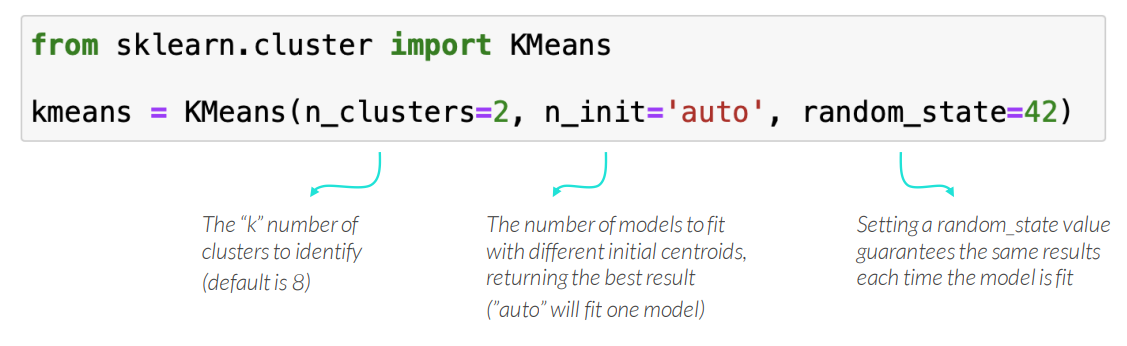 from sklearn.cluster import KMeans
kmeans = KMeans(n_clusters=2, n_init='auto', random_state=42)
The “k” number of
clusters to identify
(default is 8)
The number of models to fit
with different initial centroids,
returning the best result
(”auto” will fit one model)
Setting a random_state value
guarantees the same results
each time the model is fit